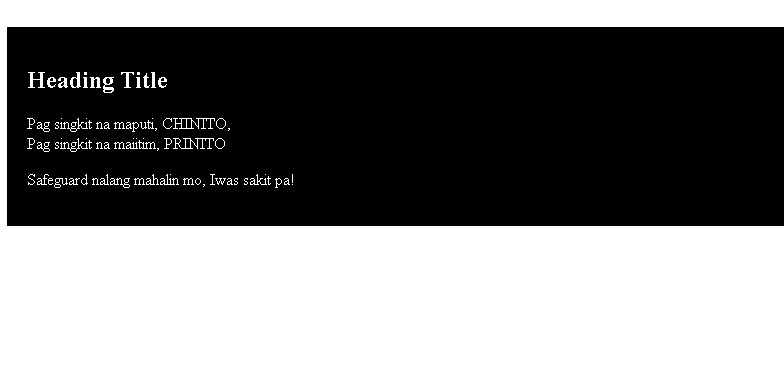 Heading Title
Pag singkit na maputi, CHINITO,
Pag singkit na maiitim, PRINITO
Safeguard nalang mahalin mo, Iwas sakit pa!